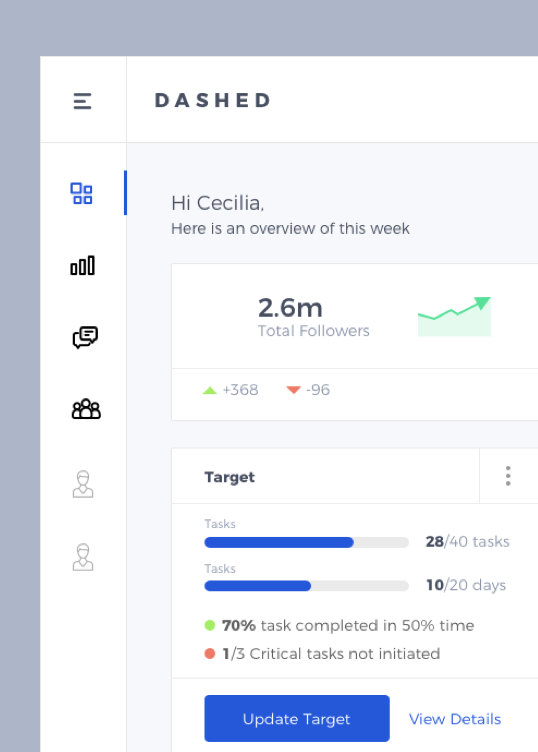 DASHED
Hi Cecilia,
Here is an overview of this week
2.6m
Total Followers
+368 -96
Target
Tasks
28/40 tasks
Tasks
10/20 days
70% task completed in 50% time
1/3 Critical tasks not initiated
Update Target View Details